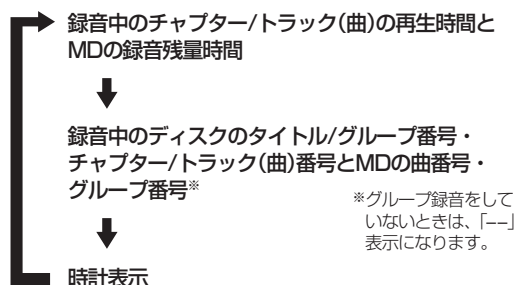 録音中のチャプター/トラック(曲)の再生時間と
MDの録音残量時間
録音中のディスクのタイトル/グループ番号・
チャプター/トラック(曲)番号とMDの曲番号・
グループ番号※
※グループ録音をして
いないときは、「−−」
表示になります。
時計表示